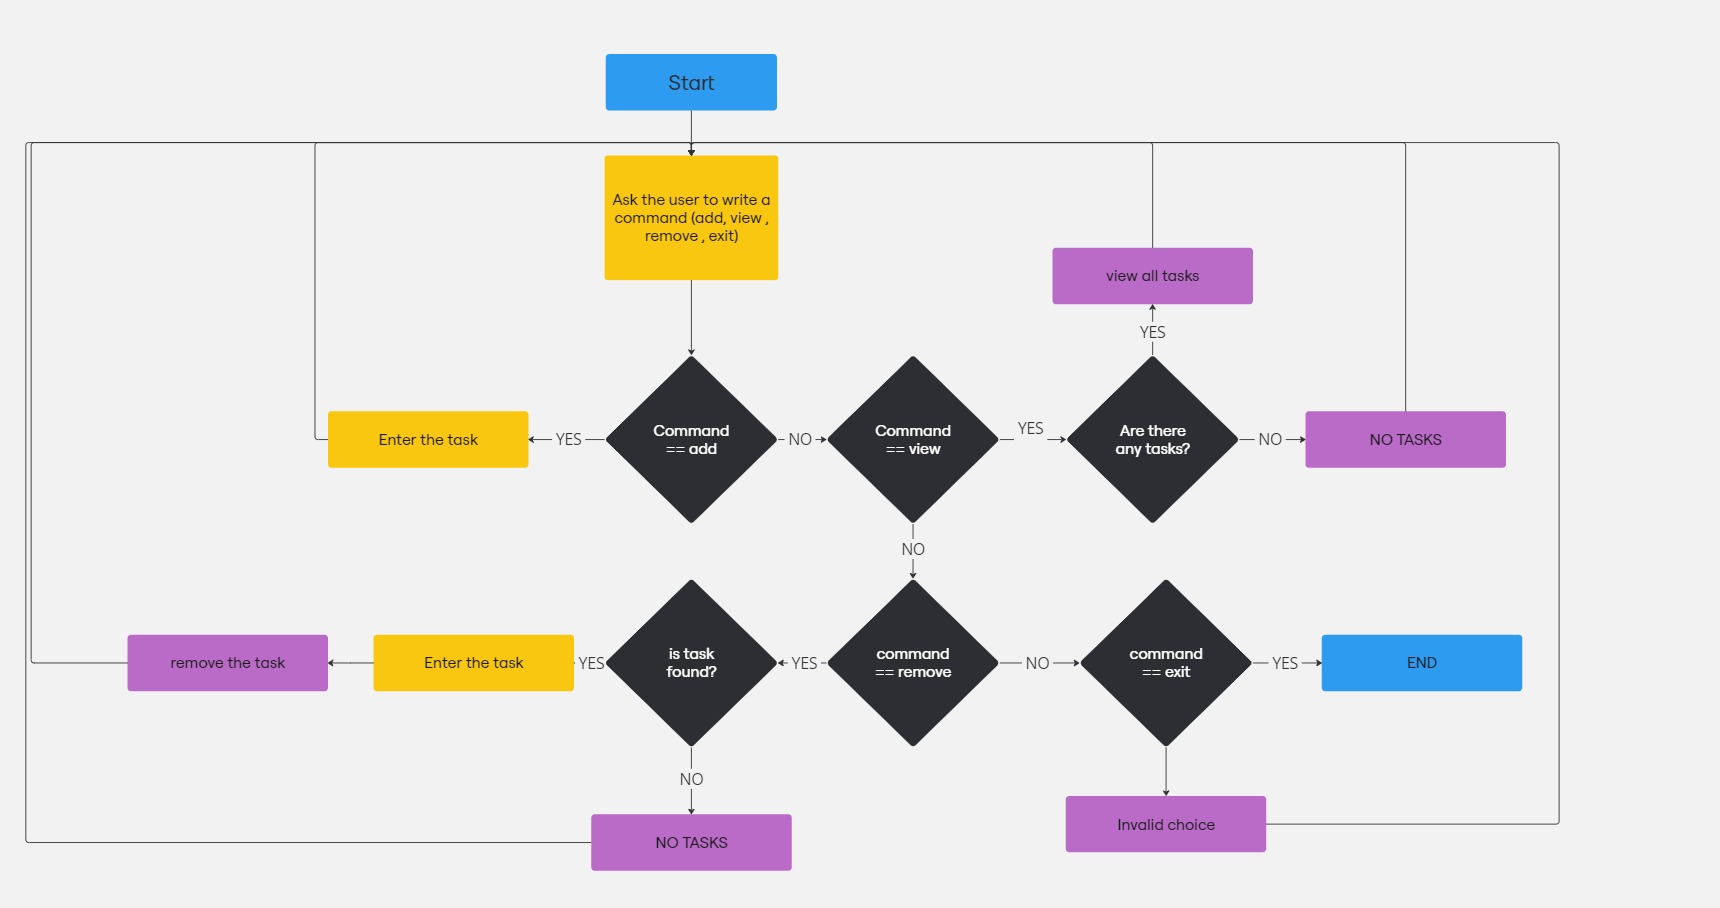 Start
Ask the user to write a
command (add, view ,
remove , exit)
view all tasks
YES
Enter the task
YES
Command
== add
NO
Command
== view
YES
Are there
any tasks?
NO
NO TASKS
NO
remove the task
Enter the task
YES
is task
found?
YES
command
== remove
NO
command
== exit
YES
END
NO
NO TASKS
Invalid choice